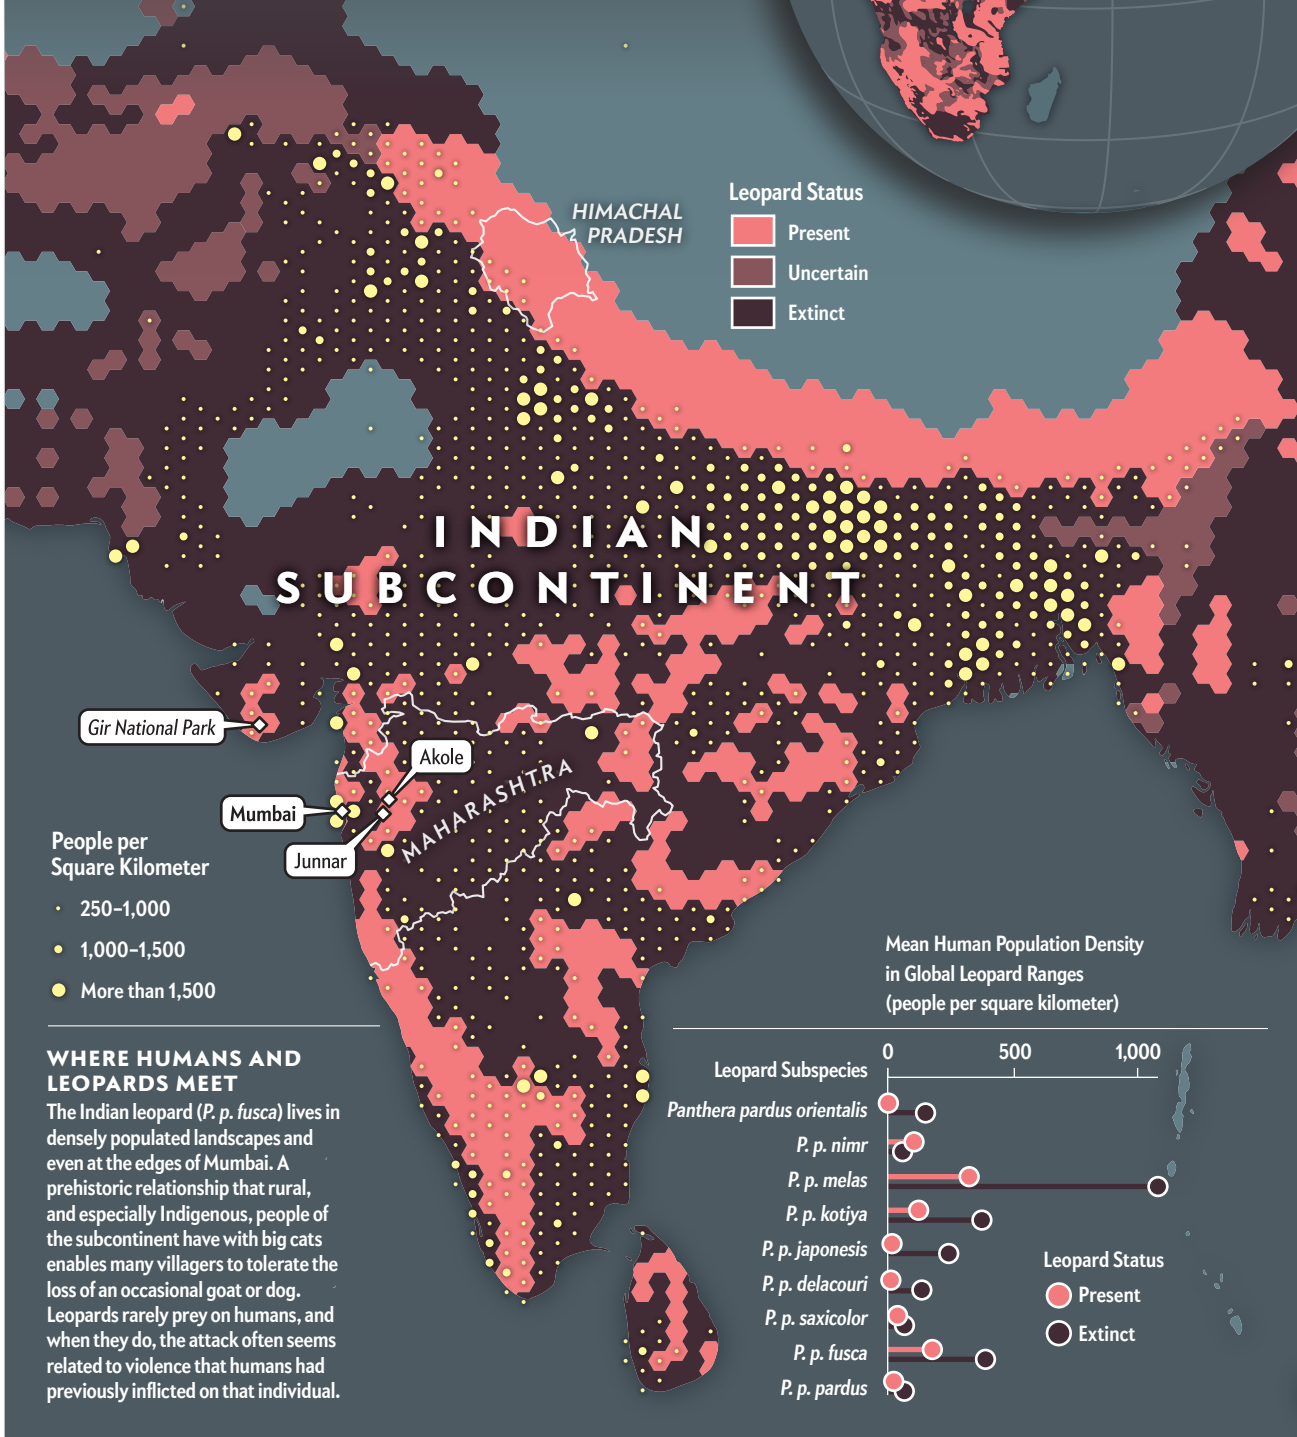 HIMACHAL
PRADESH
Leopard Status
Present
Uncertain
Extinct
INDIAN
SUBCONTINENT
Gir National Park
Akole
MAHARASHTRA
Mumbai
Junnar
People per
Square Kilometer
250–1,000
1,000–1,500
More than 1,500
WHERE HUMANS AND
LEOPARDS MEET
The Indian leopard (P. p. fusca) lives in
densely populated landscapes and
even at the edges of Mumbai. A
prehistoric relationship that rural,
and especially Indigenous, people of
the subcontinent have with big cats
enables many villagers to tolerate the
loss of an occasional goat or dog.
Leopards rarely prey on humans, and
when they do, the attack often seems
related to violence that humans had
previously inflicted on that individual.
Mean Human Population Density
in Global Leopard Ranges
(people per square kilometer)
0 500 1,000
Leopard Subspecies
Panthera pardus orientalis
P. p. nimr
P. p. melas
P. p. kotiya
P. p. japonesis
P. p. delacouri
P. p. saxicolor
P. p. fusca
P. p. pardus
Leopard Status
Present
Extinct